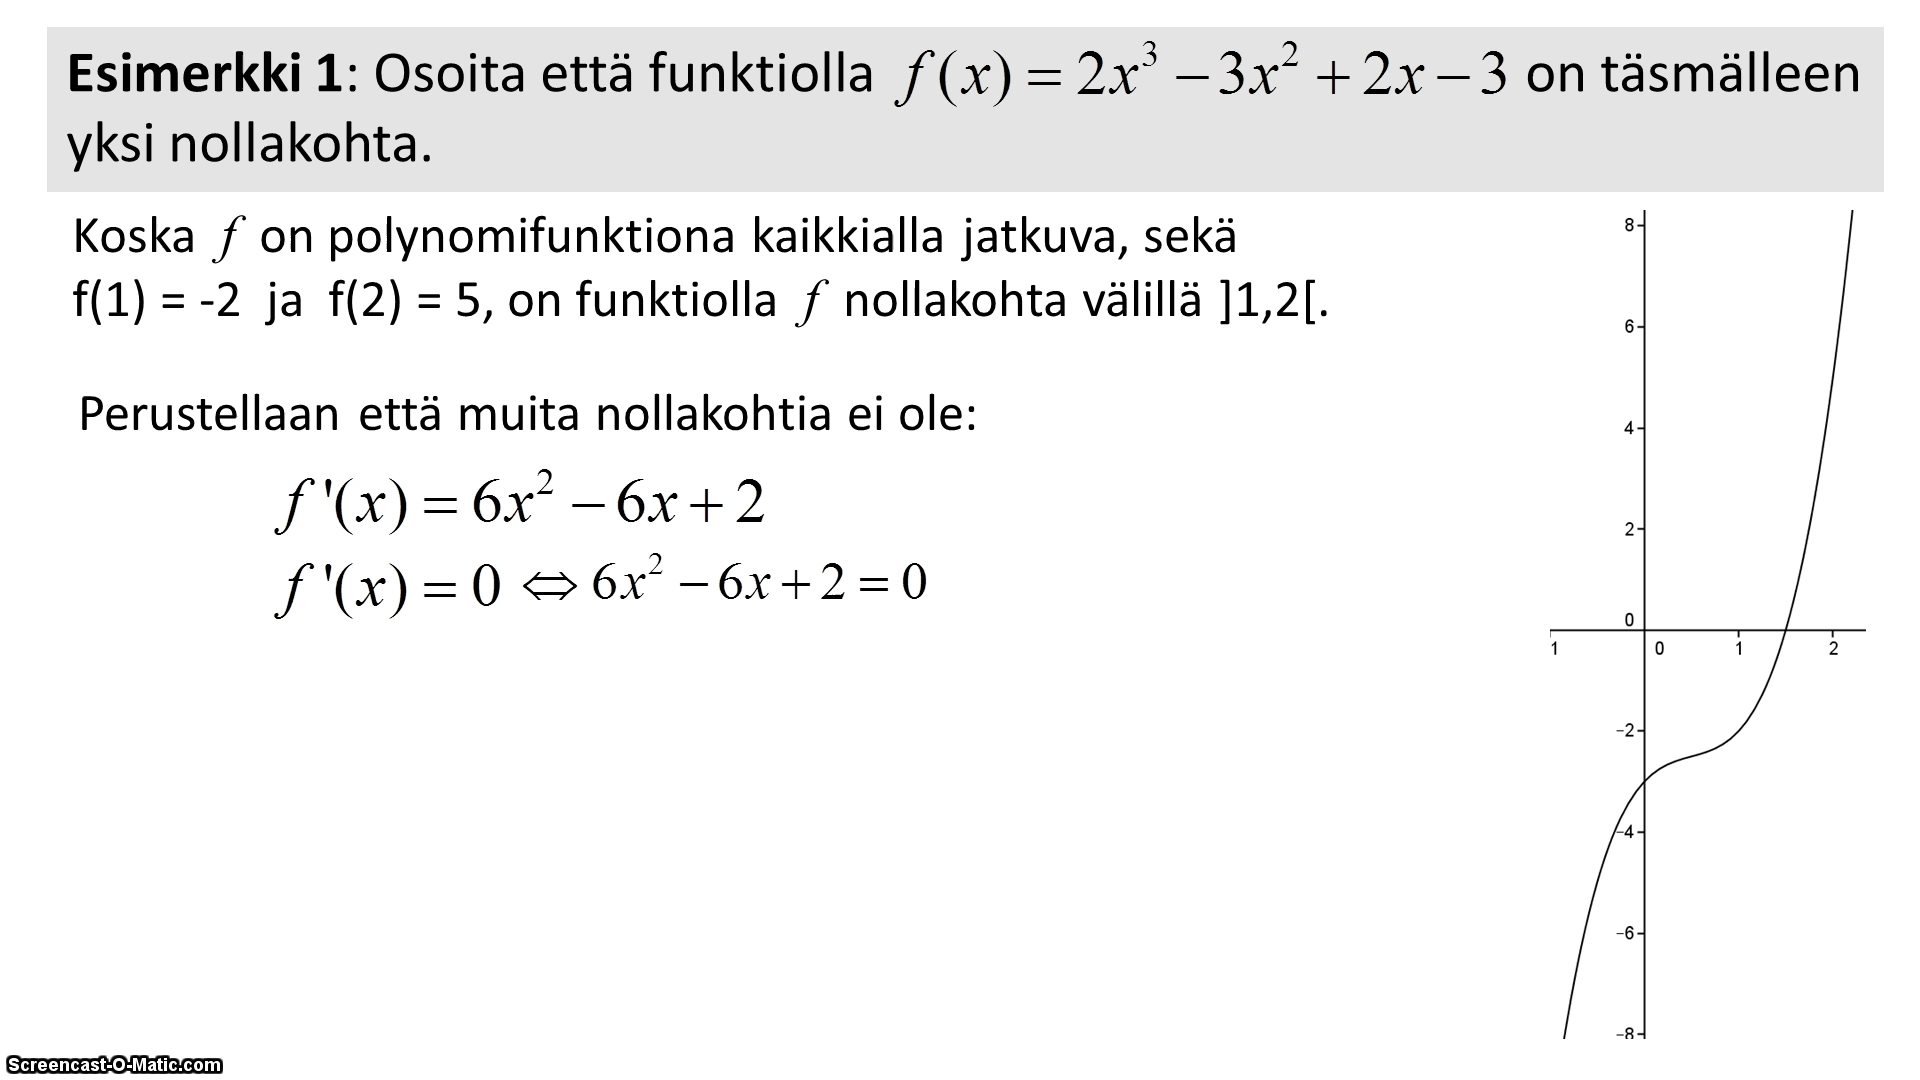 Esimerkki 1: Osoita että funktiolla f(x) = 2x³ − 3x² + 2x − 3 on täsmälleen
yksi nollakohta.
Koska f on polynomifunktiona kaikkialla jatkuva, sekä
f(1) = -2 ja f(2) = 5, on funktiolla f nollakohta välillä ]1,2[.
Perustellaan että muita nollakohtia ei ole:
f '(x) = 6x² − 6x + 2
f '(x) = 0 ⇔ 6x² − 6x + 2 = 0
8
6
4
2
0
1 0 1 2
−2
−4
−6
−8
Screencast-O-Matic.com